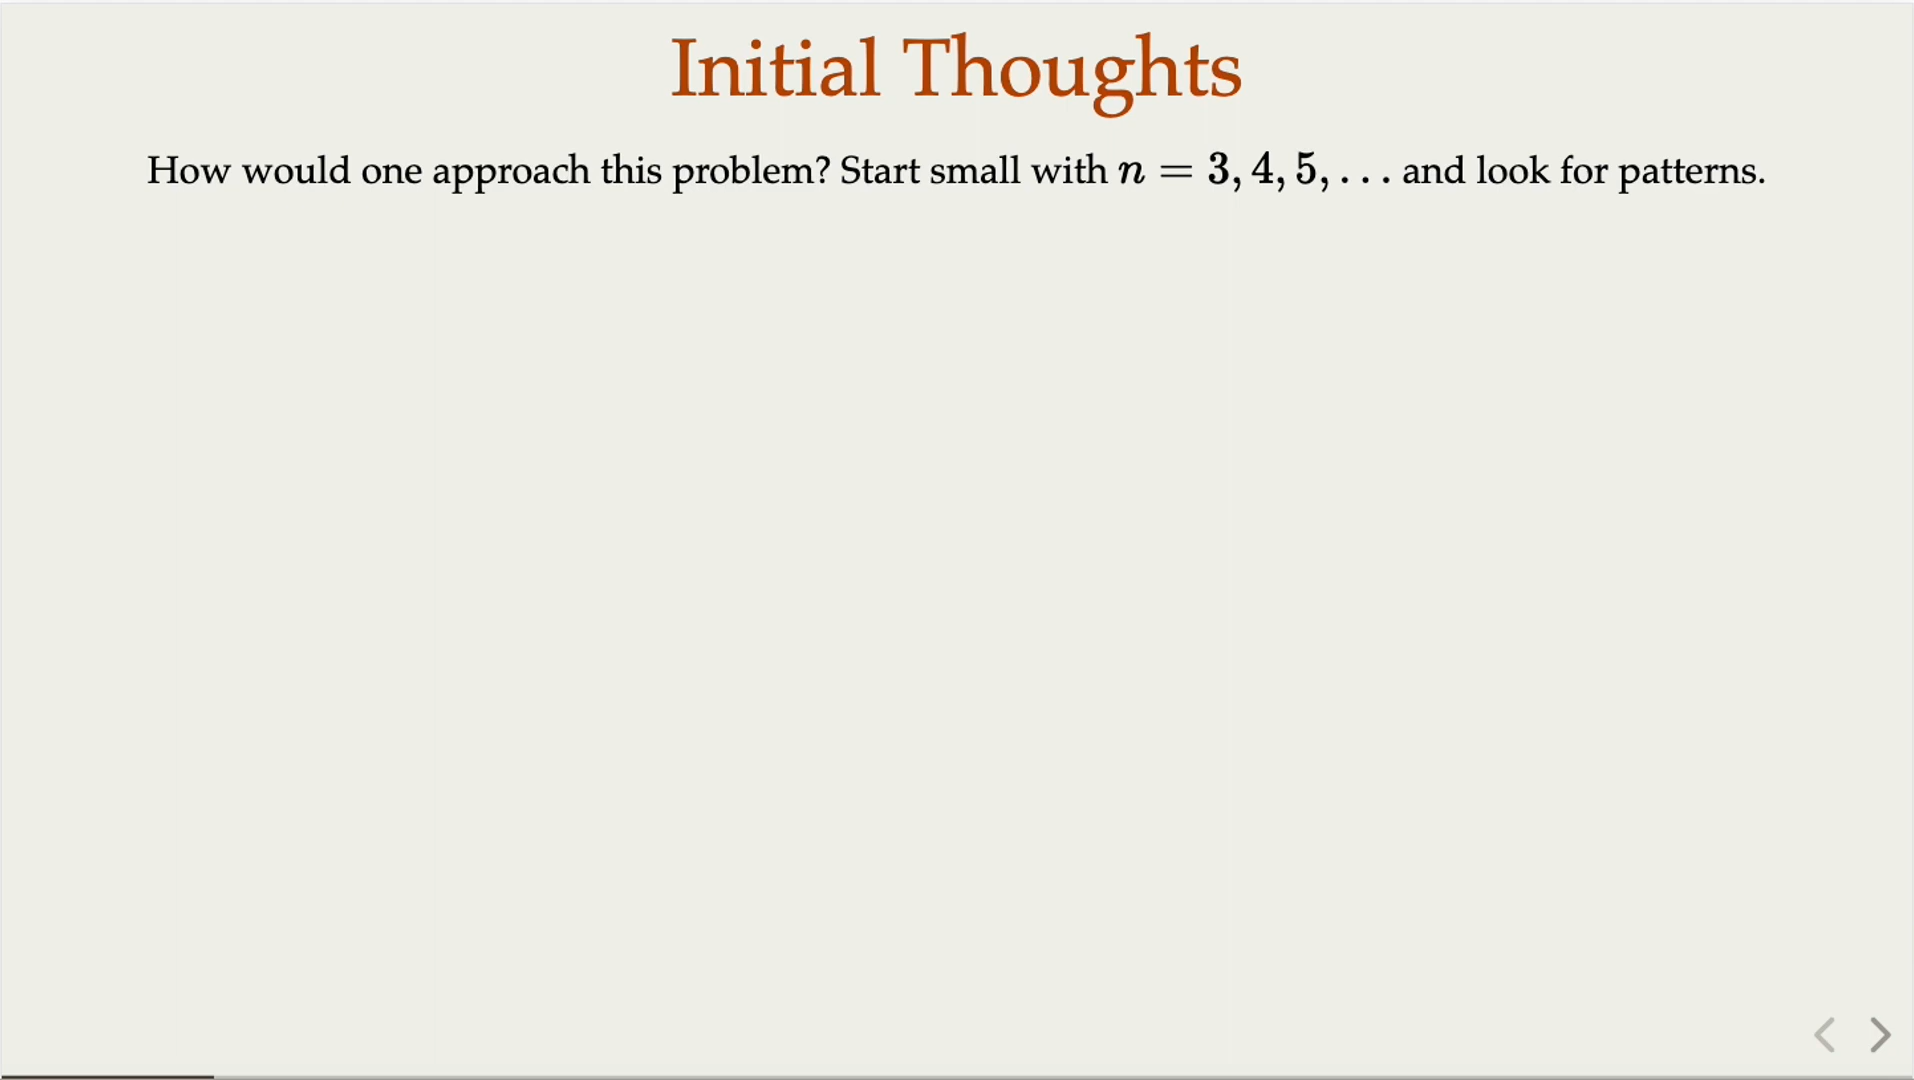 Initial Thoughts
How would one approach this problem? Start small with n = 3, 4, 5, . . . and look for patterns.